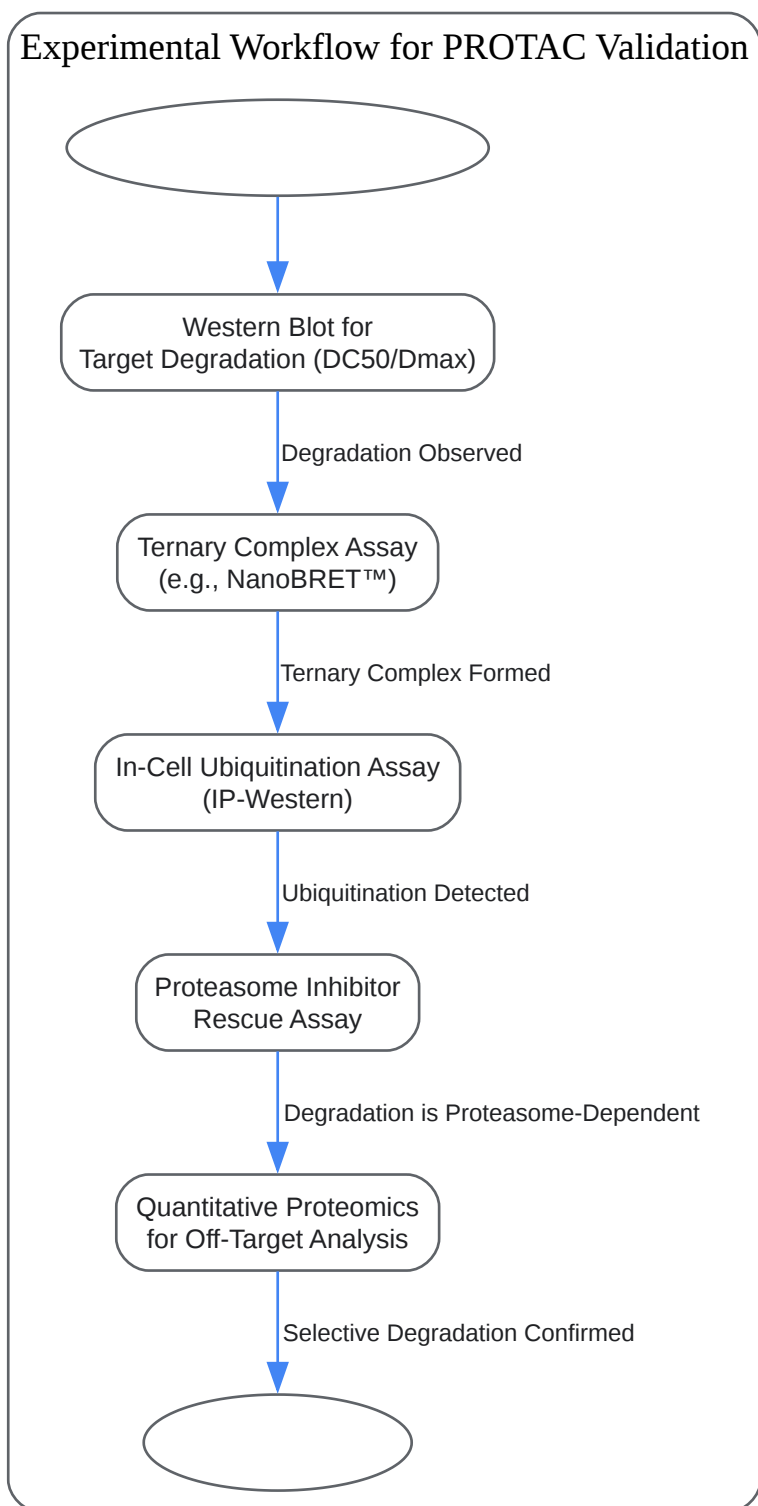 Experimental Workflow for PROTAC Validation
Western Blot for
Target Degradation (DC50/Dmax)
Degradation Observed
Ternary Complex Assay
(e.g., NanoBRET™)
Ternary Complex Formed
In-Cell Ubiquitination Assay
(IP-Western)
Ubiquitination Detected
Proteasome Inhibitor
Rescue Assay
Degradation is Proteasome-Dependent
Quantitative Proteomics
for Off-Target Analysis
Selective Degradation Confirmed